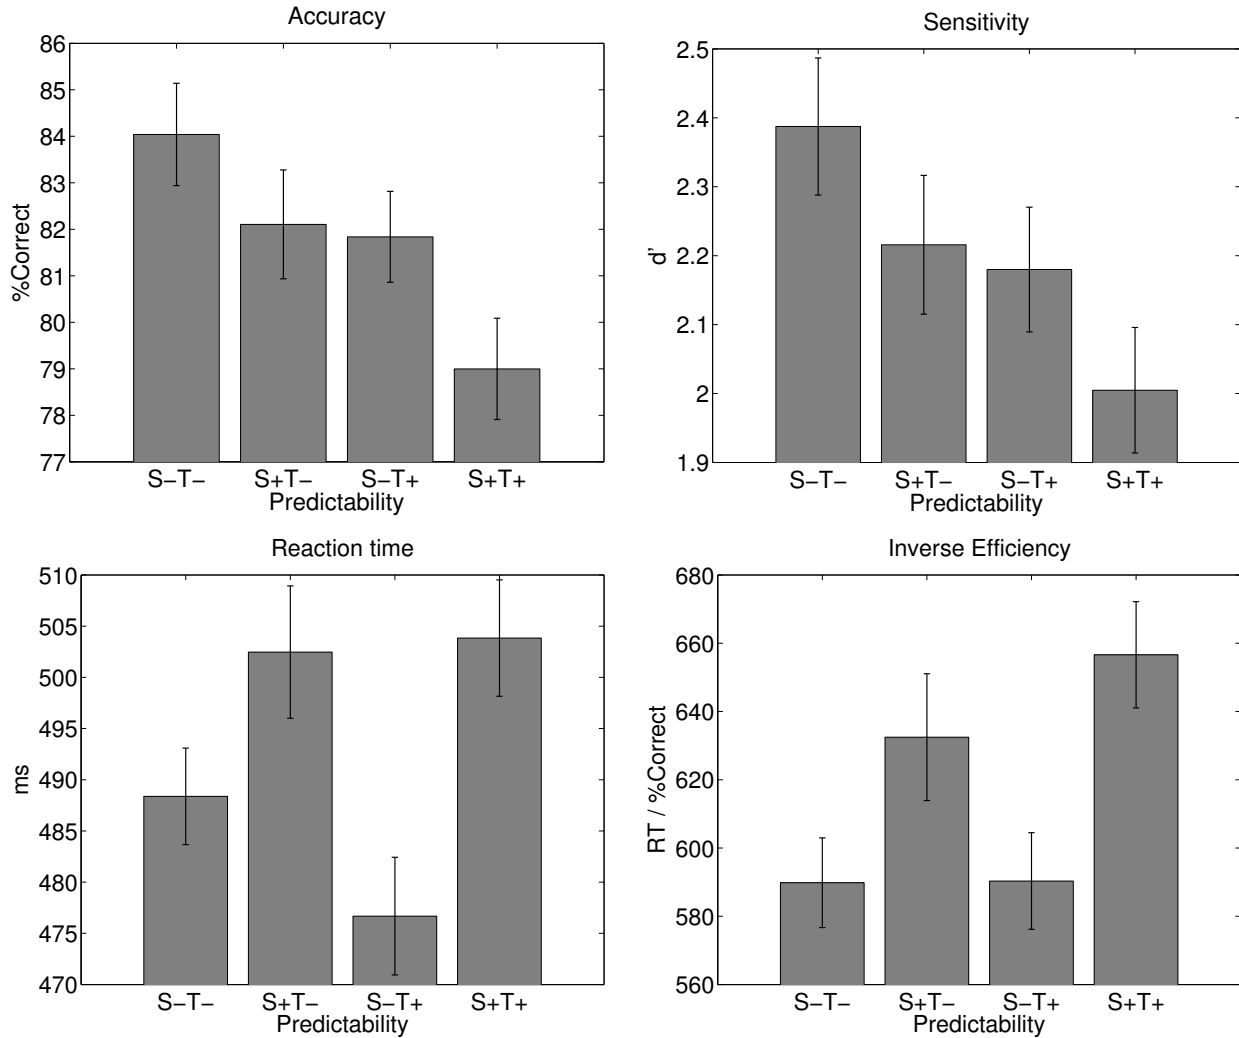 Accuracy
86
85
84
83
82
81
80
79
78
77
%Correct
S−T− S+T− S−T+ S+T+
Predictability
Sensitivity
2.5
2.4
2.3
2.2
2.1
2
1.9
d'
S−T− S+T− S−T+ S+T+
Predictability
Reaction time
510
505
500
495
490
485
480
475
470
ms
S−T− S+T− S−T+ S+T+
Predictability
Inverse Efficiency
680
660
640
620
600
580
560
RT / %Correct
S−T− S+T− S−T+ S+T+
Predictability